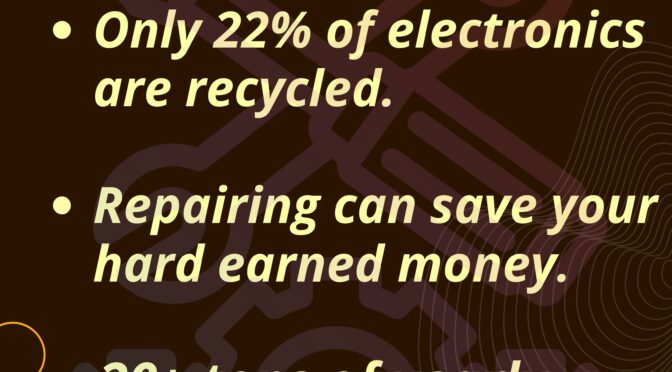 • Only 22% of electronics
are recycled.
• Repairing can save your
hard earned money.